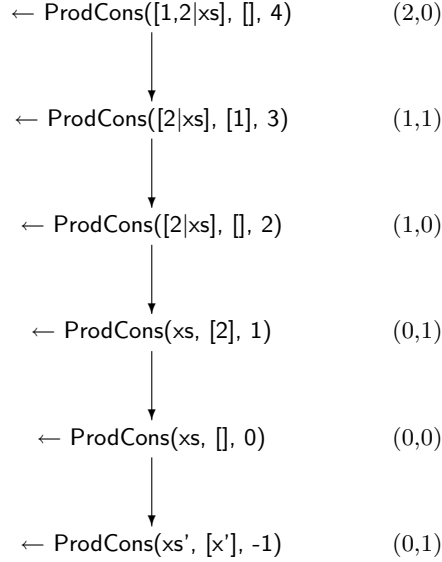 ← ProdCons([1,2|xs], [], 4) (2,0)
← ProdCons([2|xs], [1], 3) (1,1)
← ProdCons([2|xs], [], 2) (1,0)
← ProdCons(xs, [2], 1) (0,1)
← ProdCons(xs, [], 0) (0,0)
← ProdCons(xs', [x'], -1) (0,1)